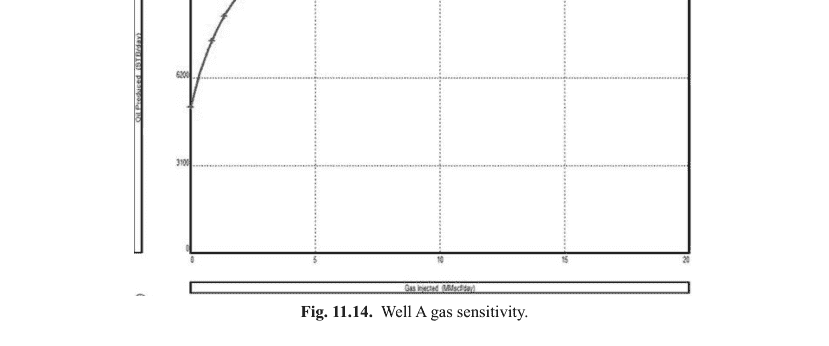 Oil Produced (STB/day)
6200
3100
0
0 5 10 15 20
Gas Injected (MMscf/day)
Fig. 11.14. Well A gas sensitivity.